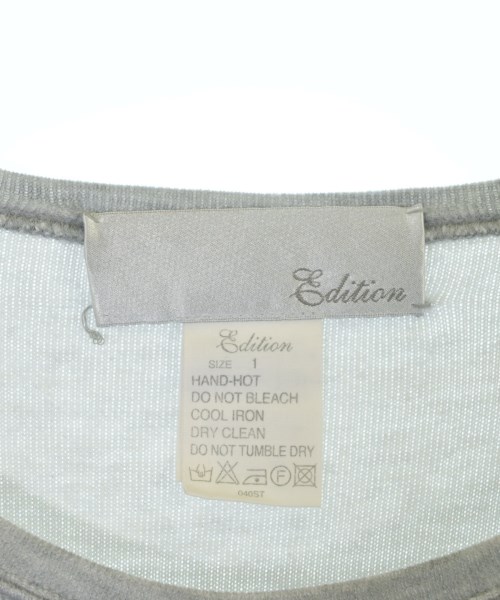 Edition
Edition
SIZE 1
HAND-HOT
DO NOT BLEACH
COOL IRON
DRY CLEAN
DO NOT TUMBLE DRY
F